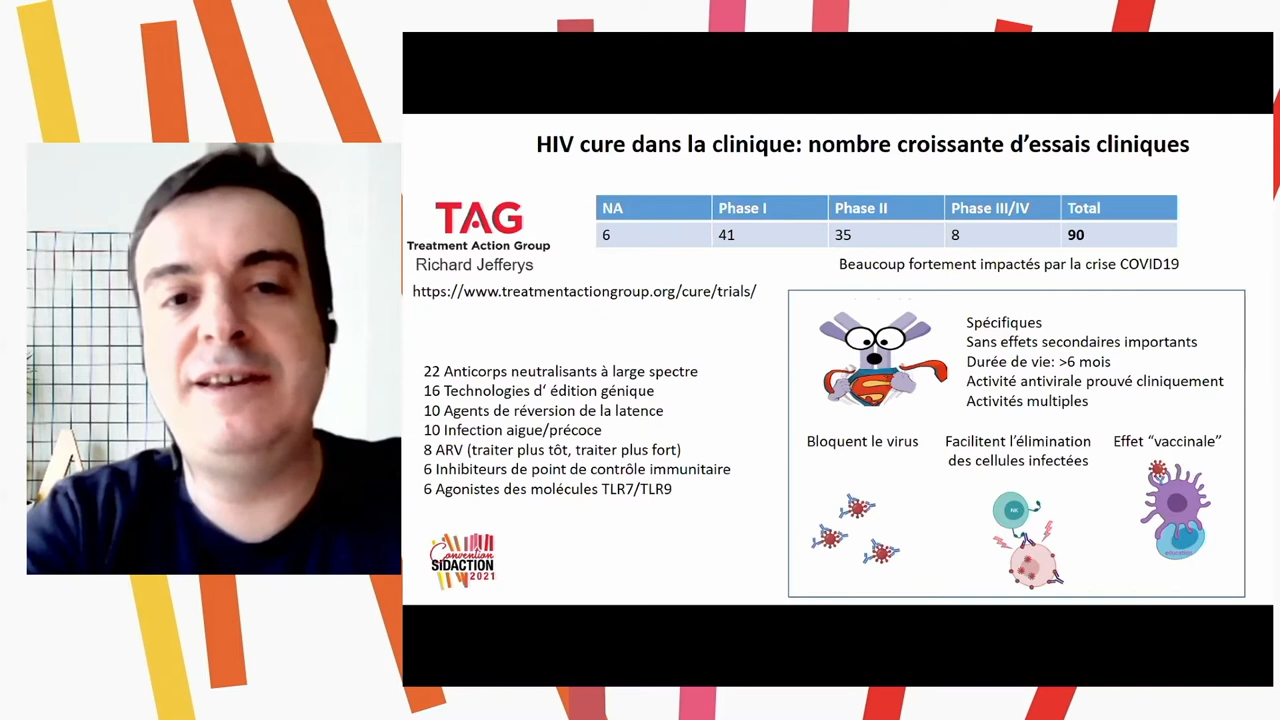 HIV cure dans la clinique: nombre croissante d’essais cliniques
TAG
Treatment Action Group
Richard Jefferys
https://www.treatmentactiongroup.org/cure/trials/
NA Phase I Phase II Phase III/IV Total
6 41 35 8 90
Beaucoup fortement impactés par la crise COVID19
22 Anticorps neutralisants à large spectre
16 Technologies d‘ édition génique
10 Agents de réversion de la latence
10 Infection aigue/précoce
8 ARV (traiter plus tôt, traiter plus fort)
6 Inhibiteurs de point de contrôle immunitaire
6 Agonistes des molécules TLR7/TLR9
Convention
SIDACTION
2021
Spécifiques
Sans effets secondaires importants
Durée de vie: >6 mois
Activité antivirale prouvé cliniquement
Activités multiples
Bloquent le virus
Facilitent l’élimination
des cellules infectées
Effet “vaccinale”
NK
education